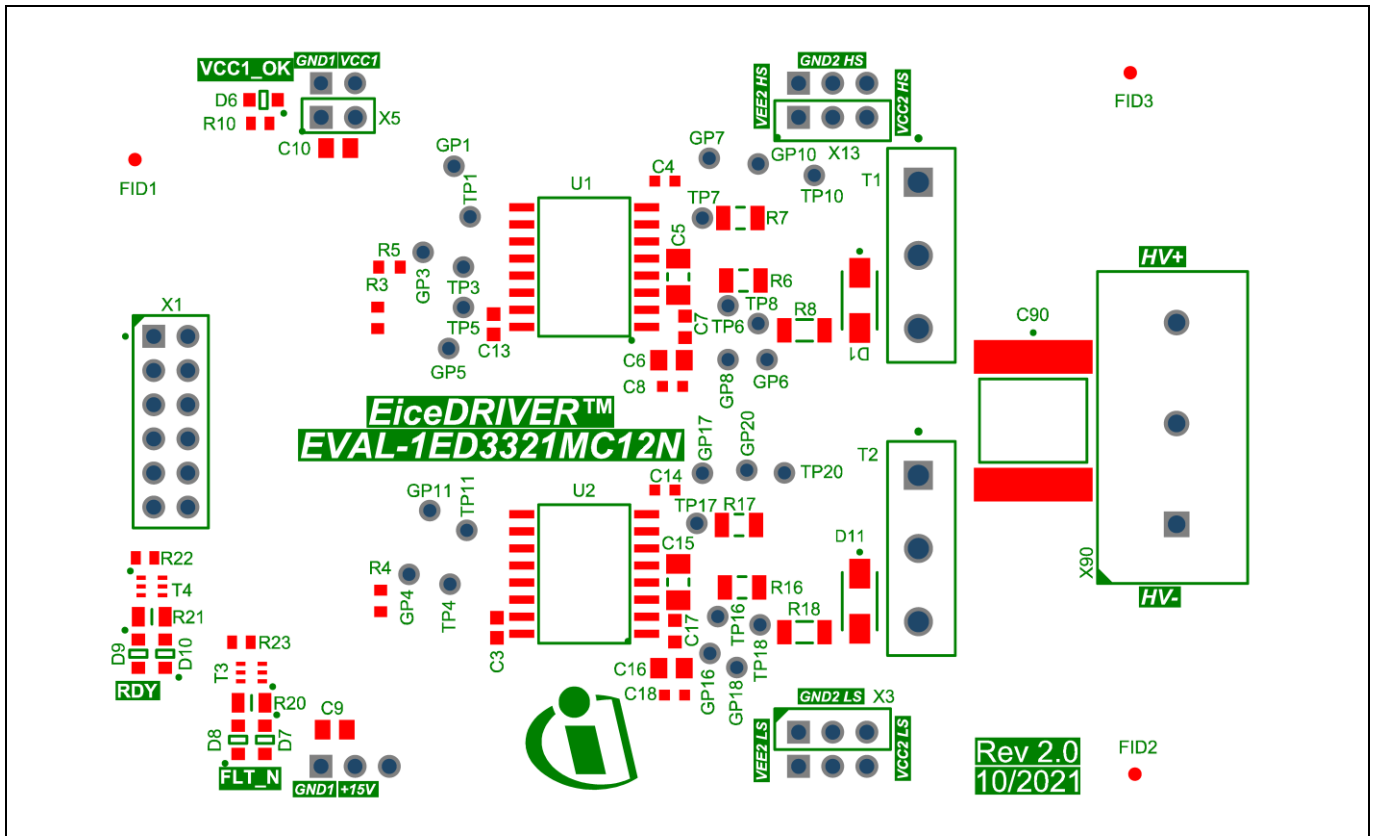 GND1 VCC1
VCC1_OK
D6
R10
X5
C10
FID1
GP1
TP1
U1
C4
GP7
TP7
R7
GND2 HS
VEE2 HS
VCC2 HS
X13
GP10
TP10
T1
FID3
R5
R3
GP3
TP3
TP5
GP5
C13
C5
R6
TP6
TP8
R8
D1
C7
C6
C8
GP8
GP6
X1
HV+
C90
X90
HV-
EiceDRIVER™
EVAL-1ED3321MC12N
GP17
GP20
TP20
T2
GP11
TP11
U2
C14
TP17
R17
C15
D11
R4
GP4
TP4
C3
R16
R18
TP16
TP18
C17
C16
C18
GP16
GP18
R22
T4
R21
D9
D10
RDY
R23
T3
R20
C9
D8
D7
FLT_N
GND1 +15V
GND2 LS
X3
VEE2 LS
VCC2 LS
Rev 2.0
10/2021
FID2